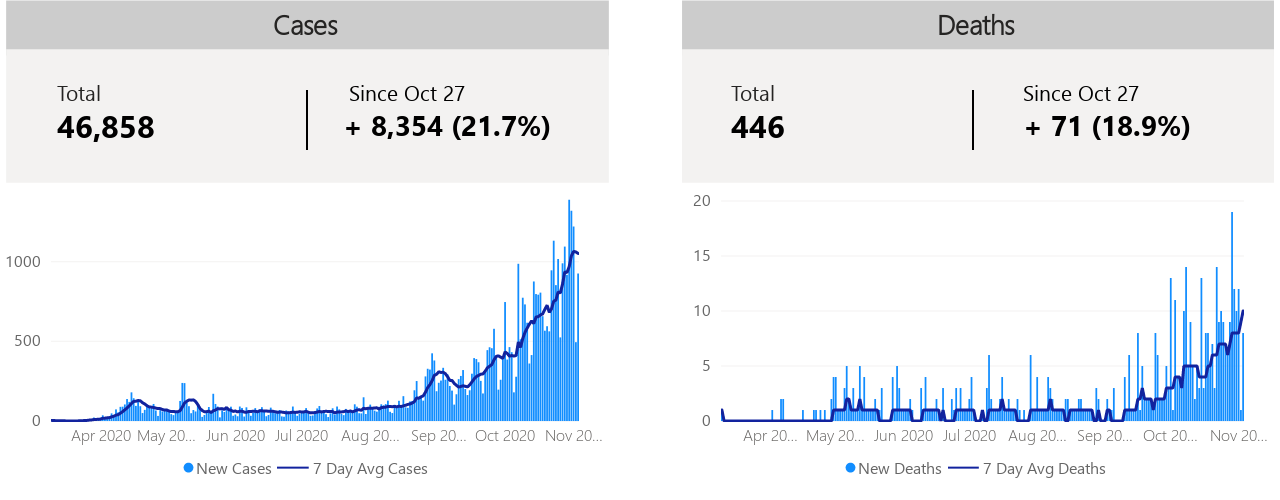 Cases
Total
46,858
Since Oct 27
+ 8,354 (21.7%)
1000
500
0
Apr 2020 May 20... Jun 2020 Jul 2020 Aug 20... Sep 20... Oct 2020 Nov 20...
New Cases 7 Day Avg Cases
Deaths
Total
446
Since Oct 27
+ 71 (18.9%)
20
15
10
5
0
Apr 20... May 20... Jun 2020 Jul 2020 Aug 20... Sep 20... Oct 20... Nov 20...
New Deaths 7 Day Avg Deaths